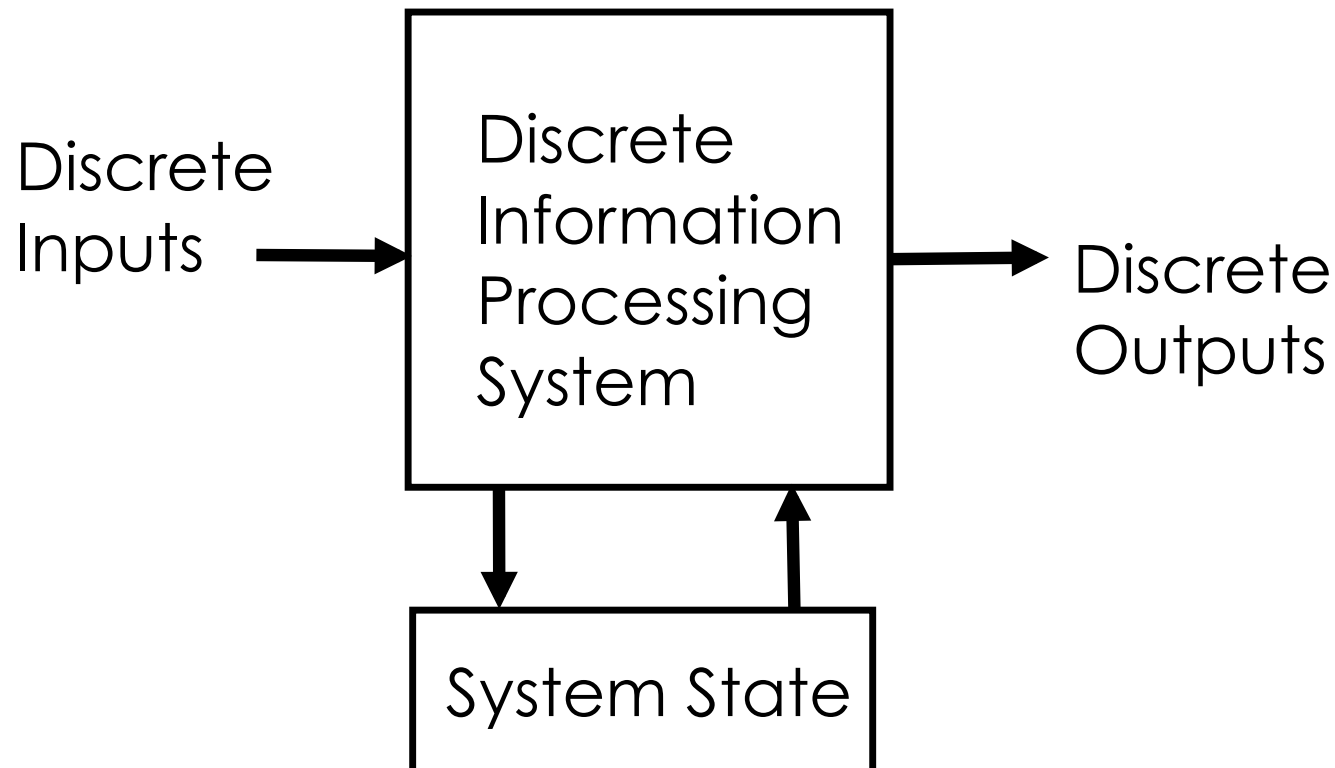 Discrete
Inputs
Discrete
Information
Processing
System
Discrete
Outputs
System State